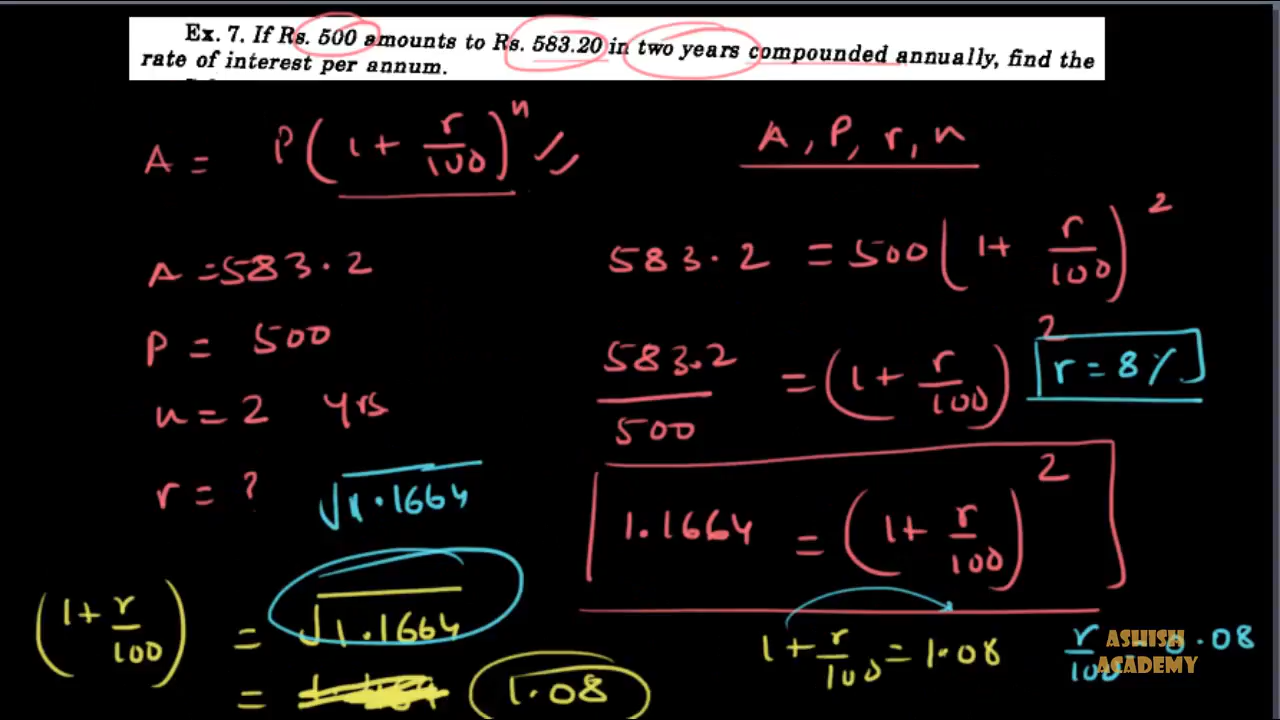 Ex. 7. If Rs. 500 amounts to Rs. 583.20 in two years compounded annually, find the
rate of interest per annum.
A = P(1 + r/100)^n
A, P, r, n
A = 583.2
P = 500
n = 2 yrs
r = ?
583.2 = 500(1 + r/100)^2
583.2/500 = (1 + r/100)^2
r = 8%
1.1664 = (1 + r/100)^2
√1.1664
(1 + r/100) = √1.1664
= 1.08
1 + r/100 = 1.08
r/100 = 0.08
ASHISH
ACADEMY